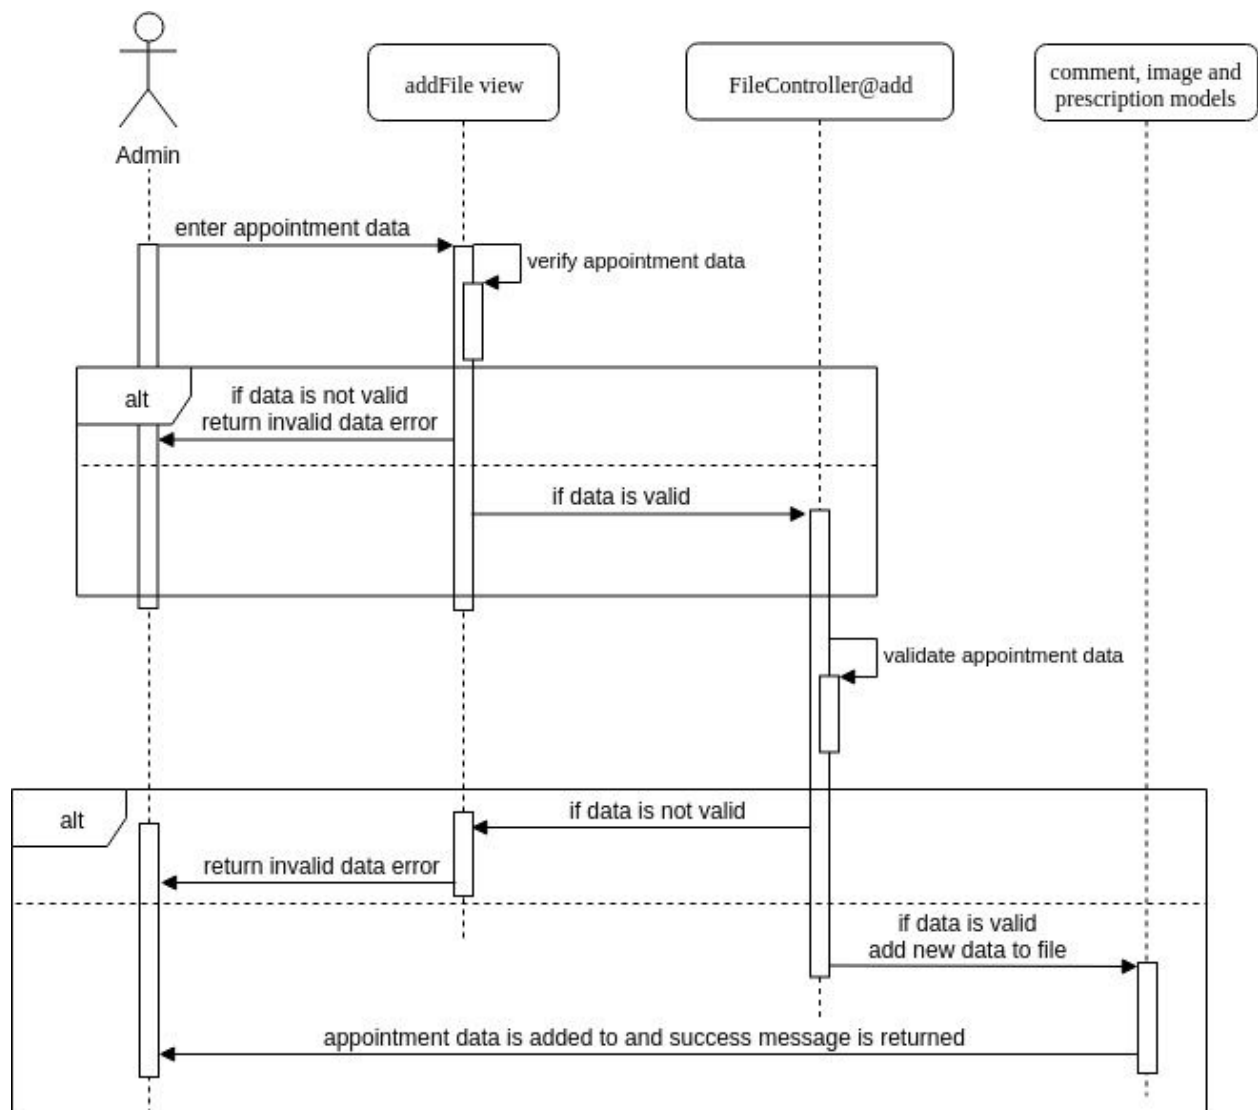 addFile view
FileController@add
comment, image and
prescription models
Admin
enter appointment data
verify appointment data
alt
if data is not valid
return invalid data error
if data is valid
validate appointment data
alt
if data is not valid
return invalid data error
if data is valid
add new data to file
appointment data is added to and success message is returned